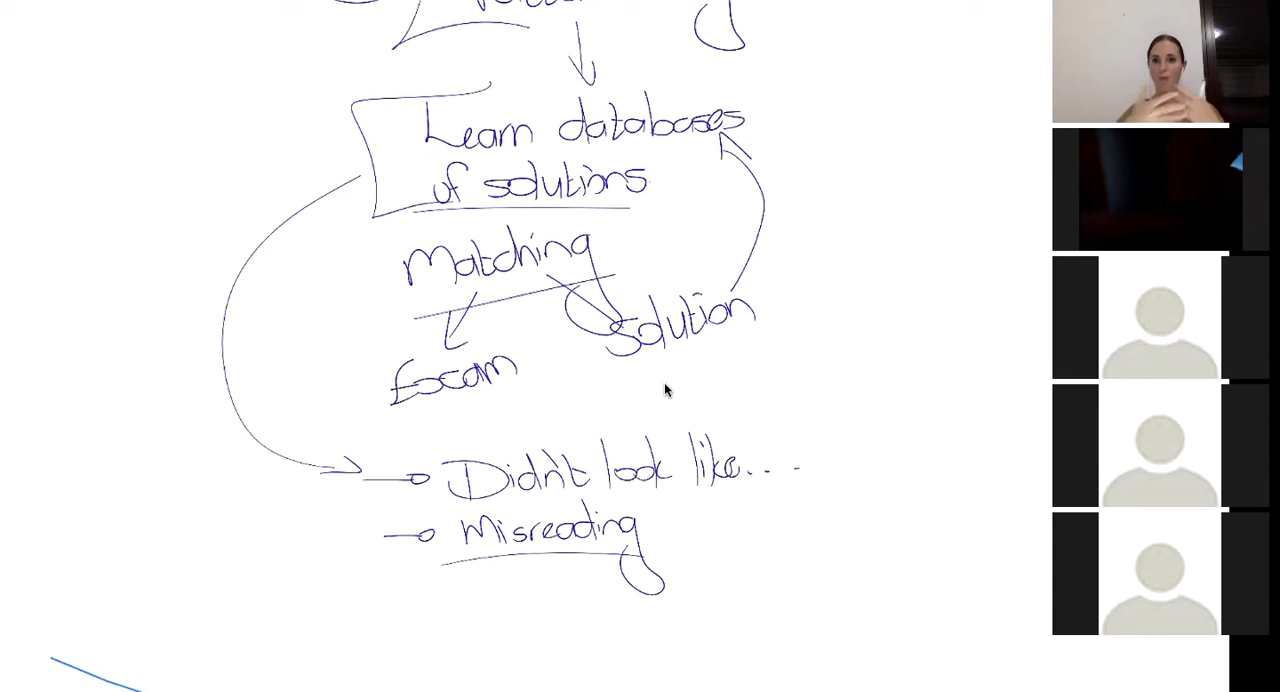 Learn databases
of solutions
Matching
Solution
Exam
Didn't look like....
Misreading